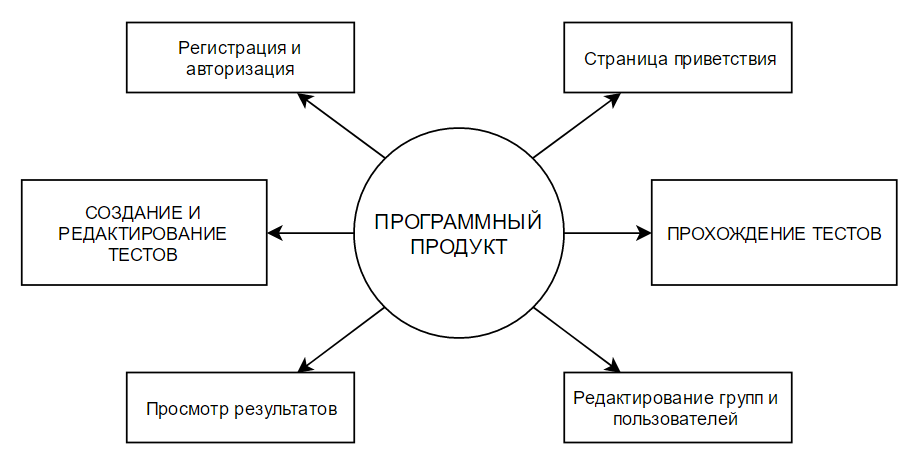 Регистрация и
авторизация
Страница приветствия
СОЗДАНИЕ И
РЕДАКТИРОВАНИЕ
ТЕСТОВ
ПРОГРАММНЫЙ
ПРОДУКТ
ПРОХОЖДЕНИЕ ТЕСТОВ
Просмотр результатов
Редактирование групп и
пользователей